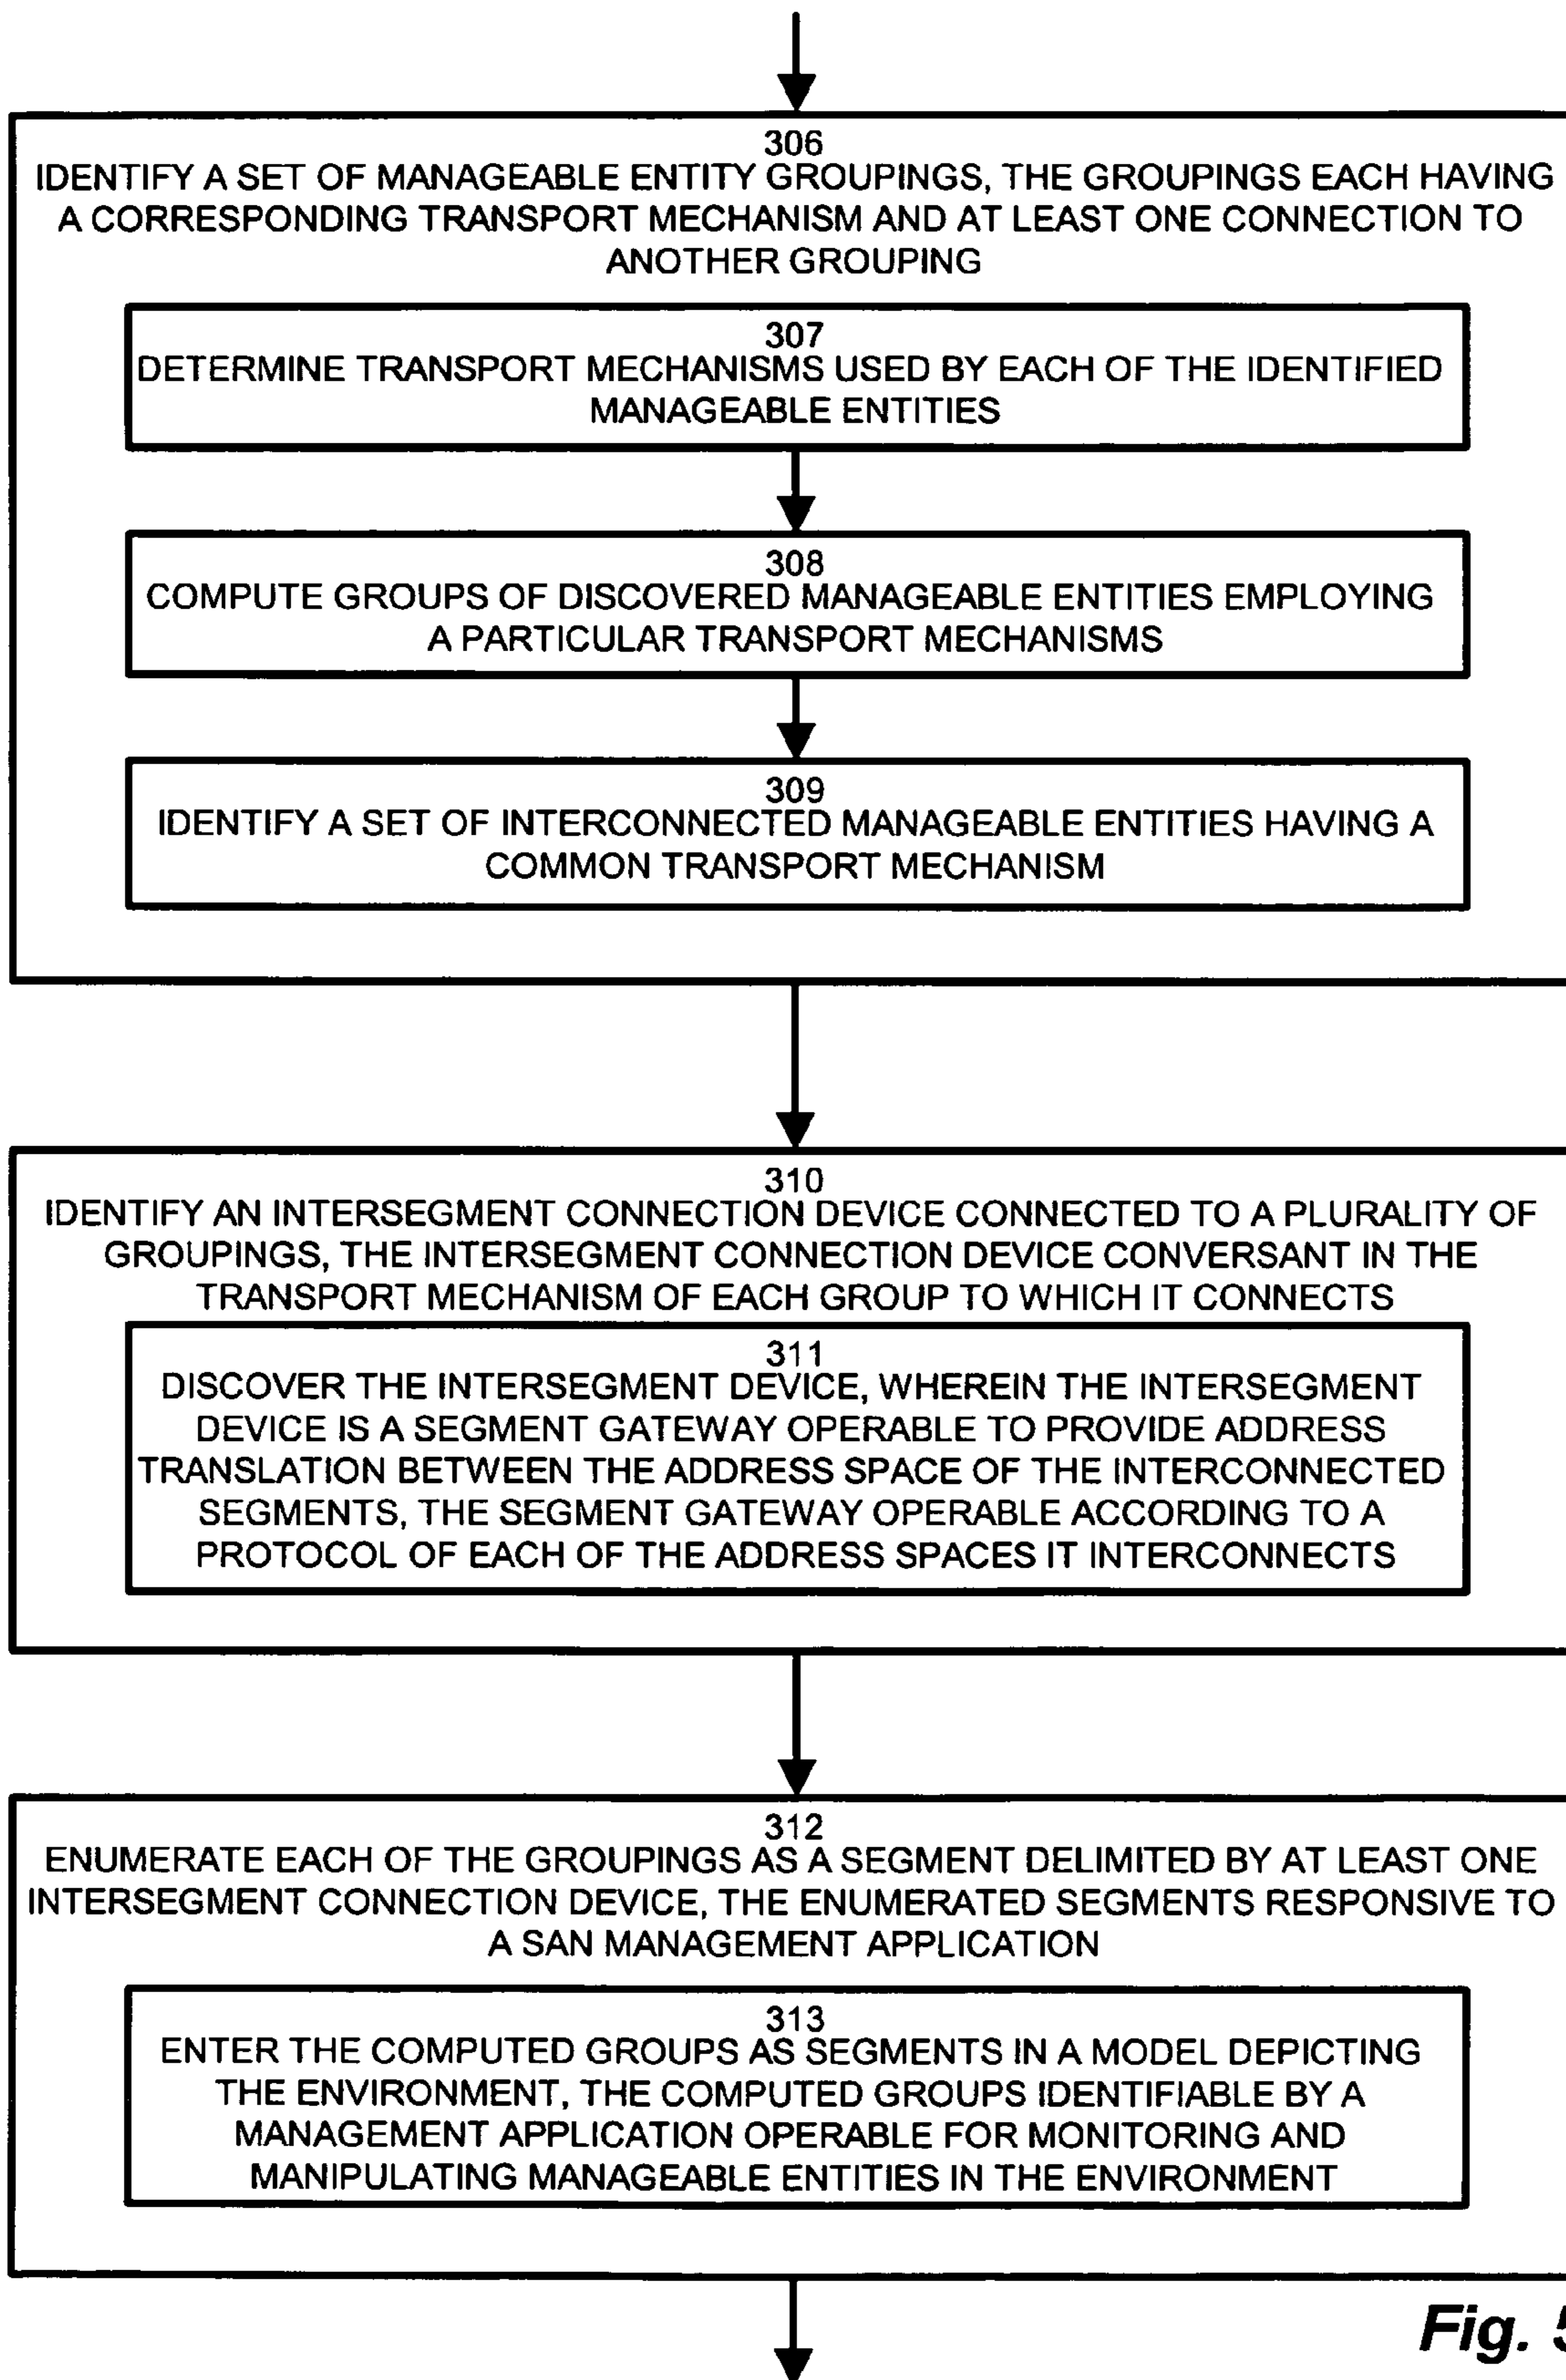 306
IDENTIFY A SET OF MANAGEABLE ENTITY GROUPINGS, THE GROUPINGS EACH HAVING
A CORRESPONDING TRANSPORT MECHANISM AND AT LEAST ONE CONNECTION TO
ANOTHER GROUPING
307
DETERMINE TRANSPORT MECHANISMS USED BY EACH OF THE IDENTIFIED
MANAGEABLE ENTITIES
308
COMPUTE GROUPS OF DISCOVERED MANAGEABLE ENTITIES EMPLOYING
A PARTICULAR TRANSPORT MECHANISMS
309
IDENTIFY A SET OF INTERCONNECTED MANAGEABLE ENTITIES HAVING A
COMMON TRANSPORT MECHANISM
310
IDENTIFY AN INTERSEGMENT CONNECTION DEVICE CONNECTED TO A PLURALITY OF
GROUPINGS, THE INTERSEGMENT CONNECTION DEVICE CONVERSANT IN THE
TRANSPORT MECHANISM OF EACH GROUP TO WHICH IT CONNECTS
311
DISCOVER THE INTERSEGMENT DEVICE, WHEREIN THE INTERSEGMENT
DEVICE IS A SEGMENT GATEWAY OPERABLE TO PROVIDE ADDRESS
TRANSLATION BETWEEN THE ADDRESS SPACE OF THE INTERCONNECTED
SEGMENTS, THE SEGMENT GATEWAY OPERABLE ACCORDING TO A
PROTOCOL OF EACH OF THE ADDRESS SPACES IT INTERCONNECTS
312
ENUMERATE EACH OF THE GROUPINGS AS A SEGMENT DELIMITED BY AT LEAST ONE
INTERSEGMENT CONNECTION DEVICE, THE ENUMERATED SEGMENTS RESPONSIVE TO
A SAN MANAGEMENT APPLICATION
313
ENTER THE COMPUTED GROUPS AS SEGMENTS IN A MODEL DEPICTING
THE ENVIRONMENT, THE COMPUTED GROUPS IDENTIFIABLE BY A
MANAGEMENT APPLICATION OPERABLE FOR MONITORING AND
MANIPULATING MANAGEABLE ENTITIES IN THE ENVIRONMENT
Fig. 5